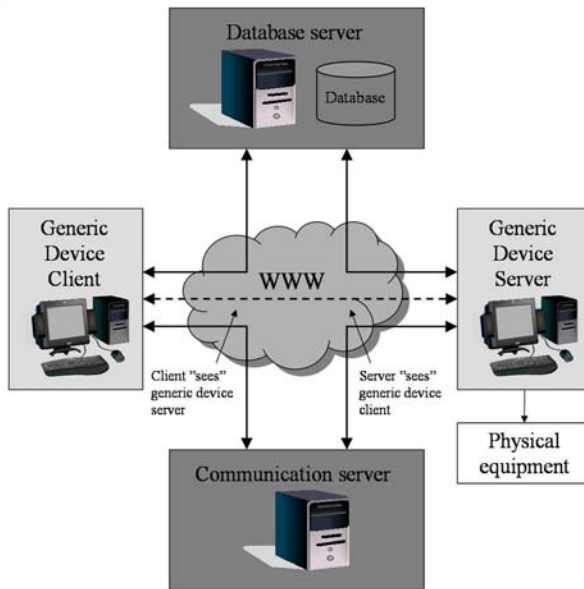 Database server
Database
Generic
Device
Client
Generic
Device
Server
WWW
Client "sees"
generic device
server
Server "sees"
generic device
client
Physical
equipment
Communication server